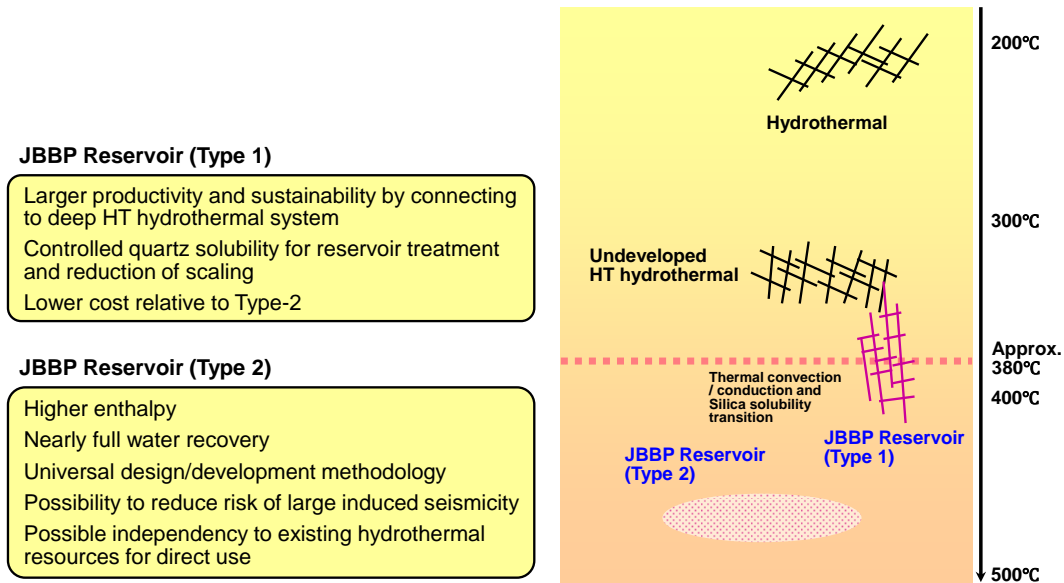 JBBP Reservoir (Type 1)
Larger productivity and sustainability by connecting
to deep HT hydrothermal system
Controlled quartz solubility for reservoir treatment
and reduction of scaling
Lower cost relative to Type-2
JBBP Reservoir (Type 2)
Higher enthalpy
Nearly full water recovery
Universal design/development methodology
Possibility to reduce risk of large induced seismicity
Possible independency to existing hydrothermal
resources for direct use
Hydrothermal
Undeveloped
HT hydrothermal
Thermal convection
/ conduction and
Silica solubility
transition
JBBP Reservoir
(Type 1)
JBBP Reservoir
(Type 2)
200℃
300℃
Approx.
380℃
400℃
500℃